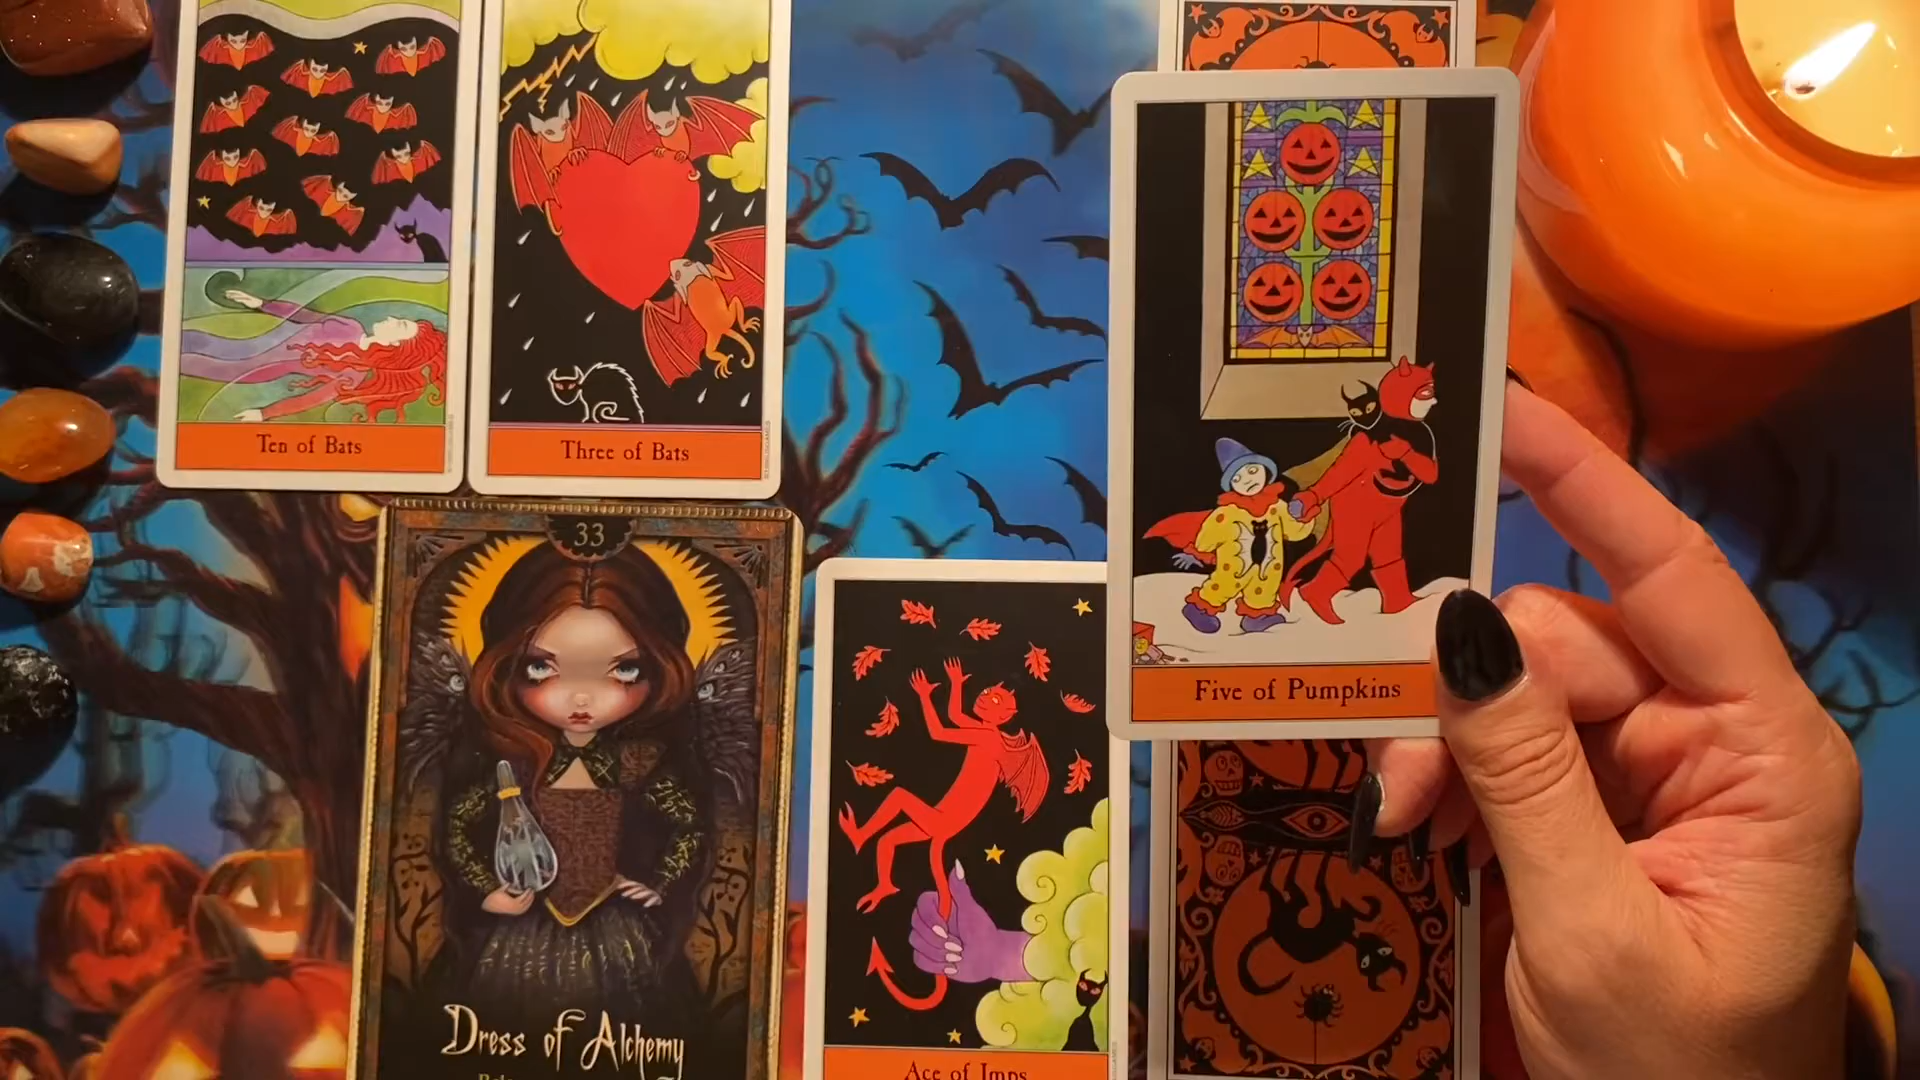 Ten of Bats
Three of Bats
Five of Pumpkins
33
Dress of Alchemy
Ace of Imps